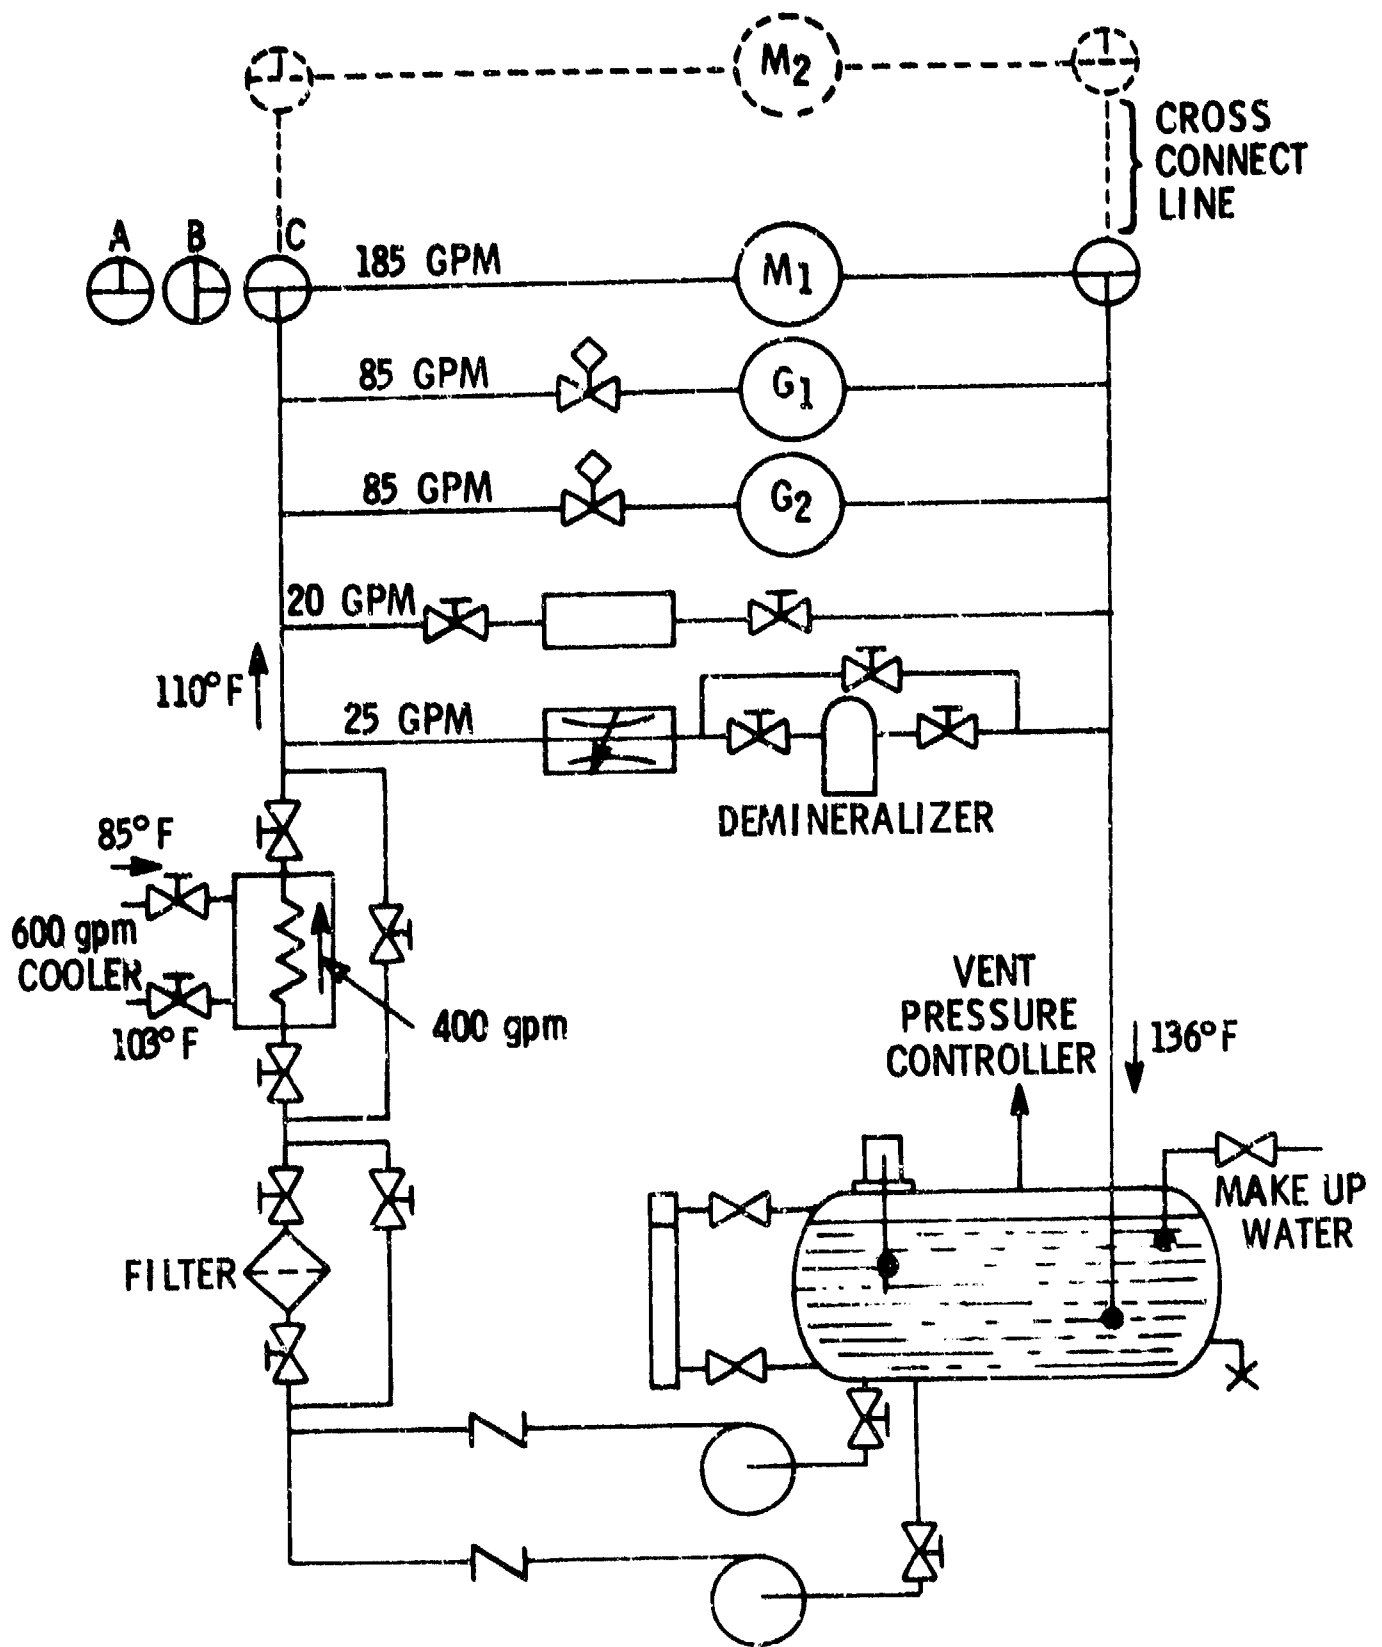 M2
CROSS
CONNECT
LINE
A B C
185 GPM
M1
85 GPM
G1
85 GPM
G2
20 GPM
110°F
25 GPM
DEMINERALIZER
85°F
600 gpm
COOLER
400 gpm
103°F
VENT
PRESSURE
CONTROLLER
136°F
MAKE UP
WATER
FILTER